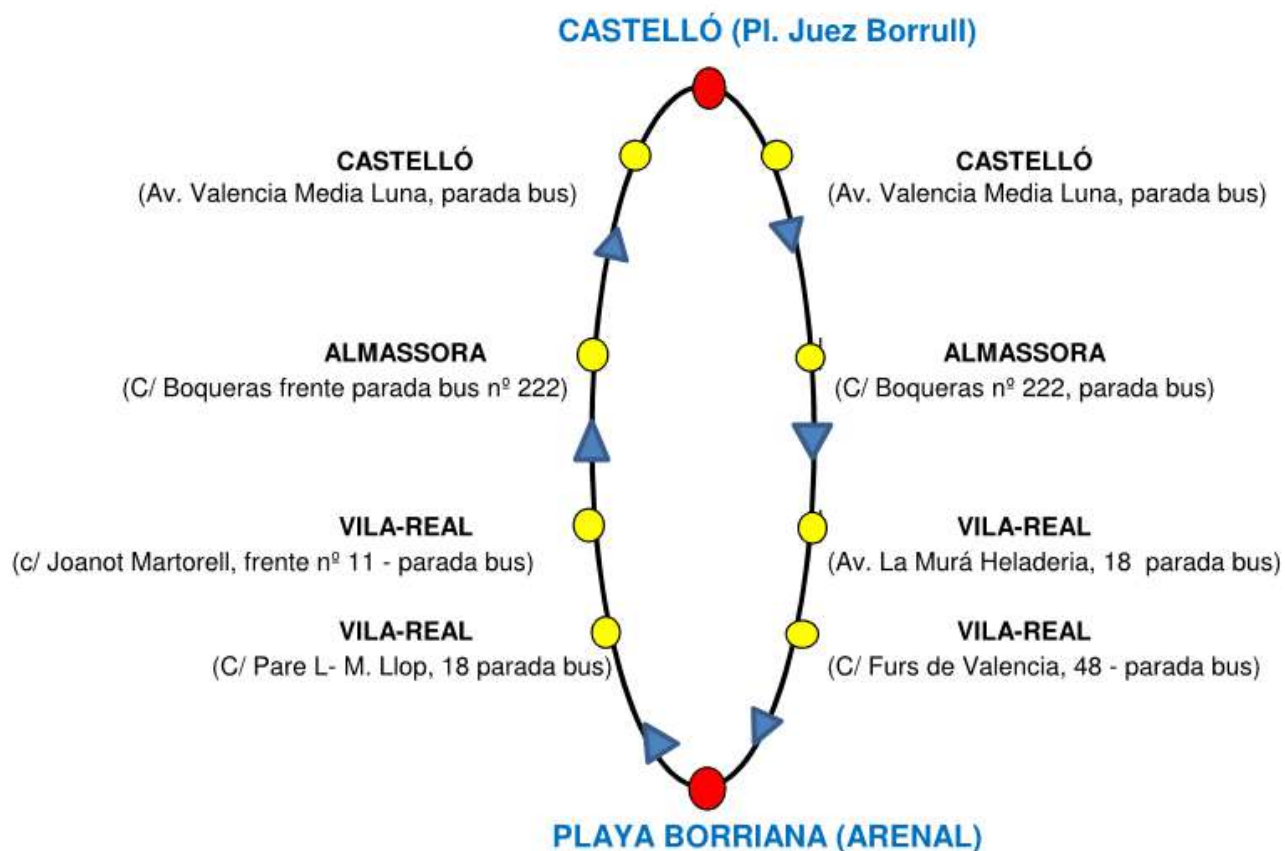 CASTELLÓ (Pl. Juez Borrull)
CASTELLÓ
(Av. Valencia Media Luna, parada bus)
CASTELLÓ
(Av. Valencia Media Luna, parada bus)
ALMASSORA
(C/ Boqueras frente parada bus nº 222)
ALMASSORA
(C/ Boqueras nº 222, parada bus)
VILA-REAL
(c/ Joanot Martorell, frente nº 11 - parada bus)
VILA-REAL
(Av. La Murá Heladeria, 18 parada bus)
VILA-REAL
(C/ Pare L- M. Llop, 18 parada bus)
VILA-REAL
(C/ Furs de Valencia, 48 - parada bus)
PLAYA BORRIANA (ARENAL)